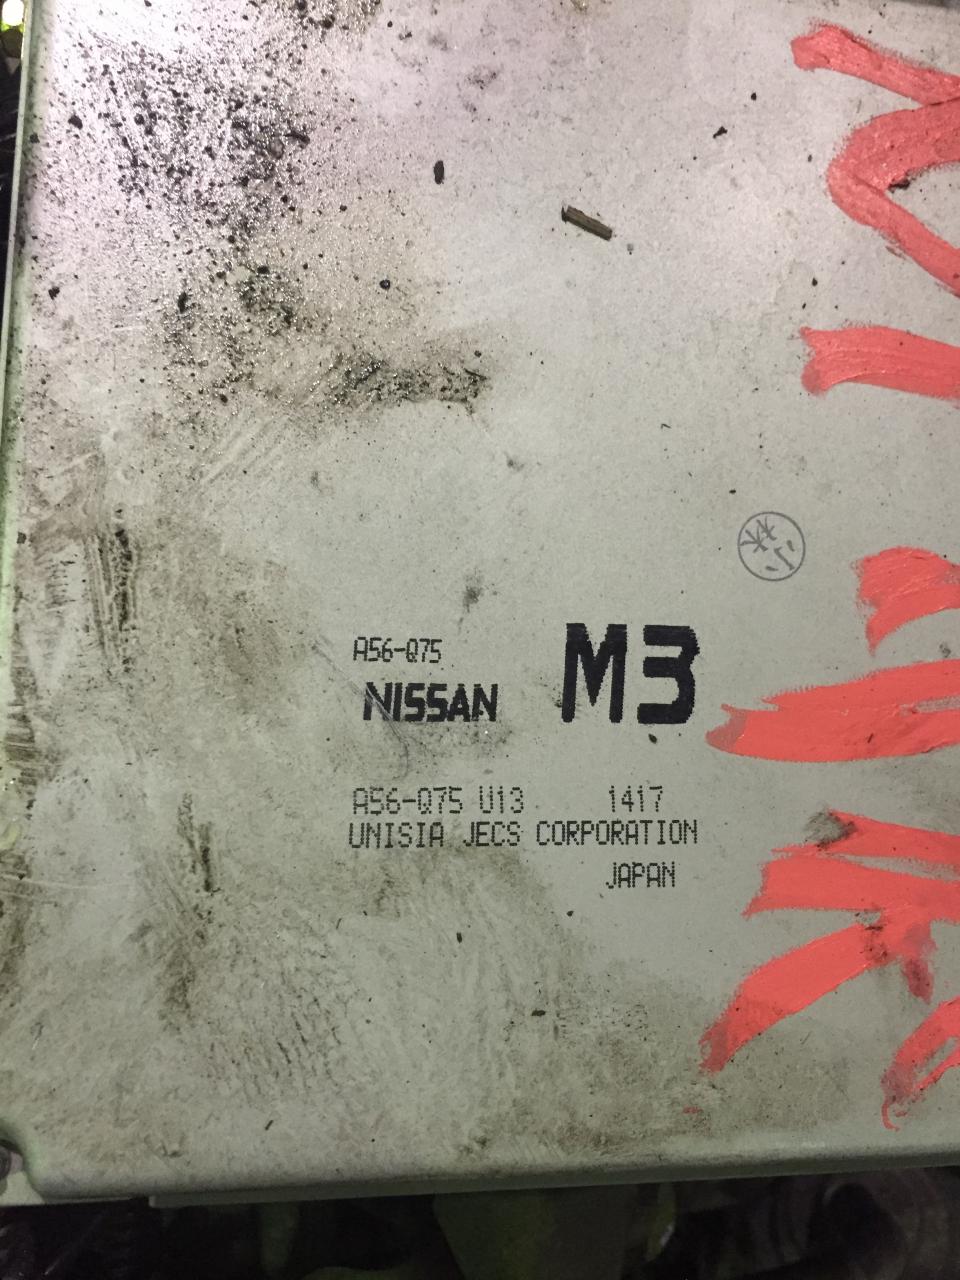 A56-Q75
NISSAN M3
A56-Q75 U13 1417
UNISIA JECS CORPORATION
JAPAN